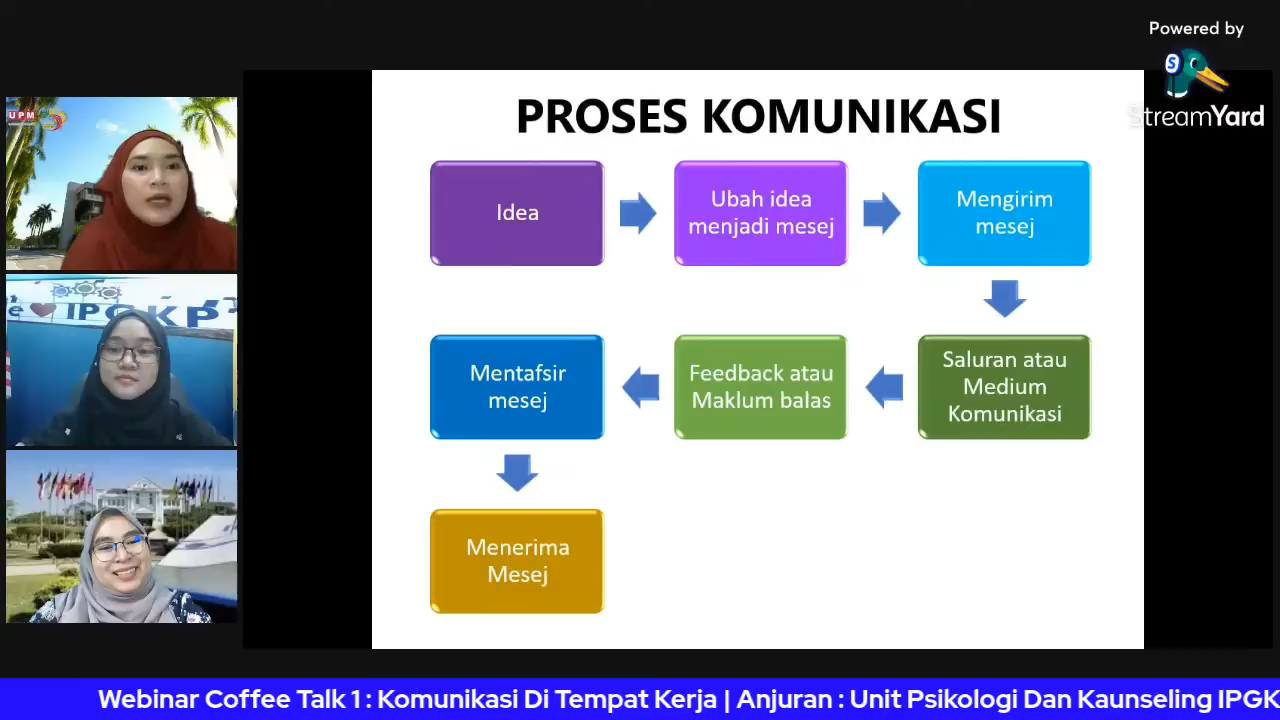 Powered by
StreamYard
UPM
IPGKP
PROSES KOMUNIKASI
Idea
Ubah idea
menjadi mesej
Mengirim
mesej
Saluran atau
Medium
Komunikasi
Feedback atau
Maklum balas
Mentafsir
mesej
Menerima
Mesej
Webinar Coffee Talk 1 : Komunikasi Di Tempat Kerja | Anjuran : Unit Psikologi Dan Kaunseling IPGK